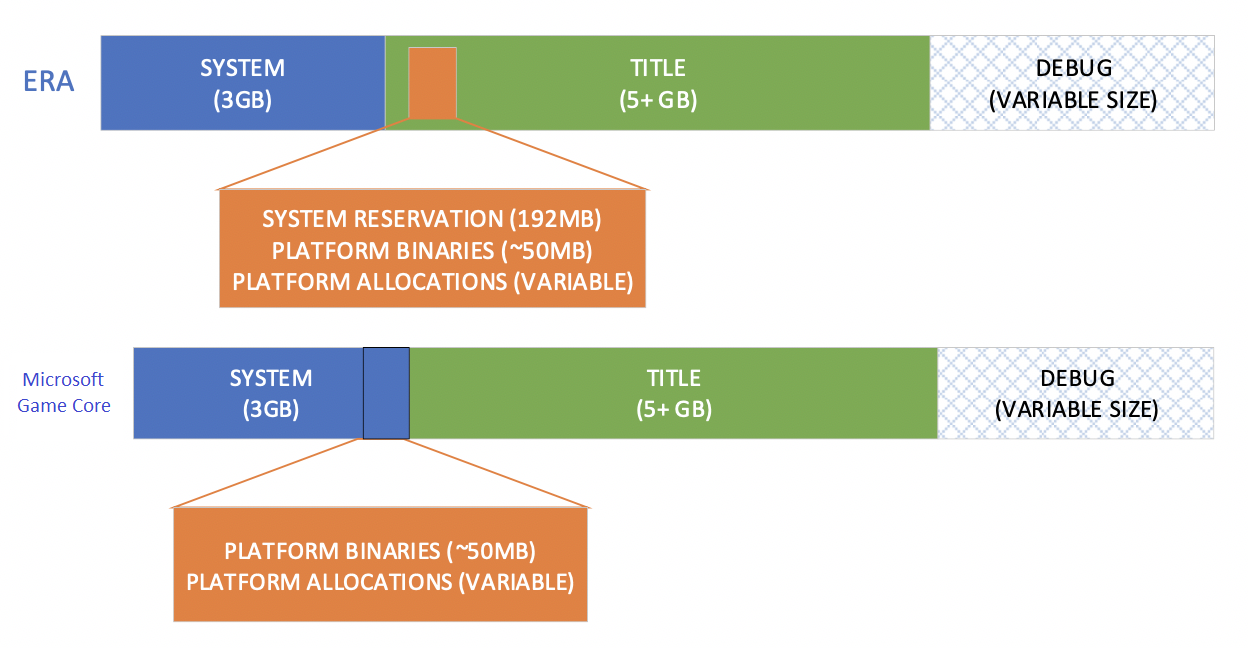 ERA
SYSTEM
(3GB)
TITLE
(5+ GB)
DEBUG
(VARIABLE SIZE)
SYSTEM RESERVATION (192MB)
PLATFORM BINARIES (~50MB)
PLATFORM ALLOCATIONS (VARIABLE)
Microsoft
Game Core
SYSTEM
(3GB)
TITLE
(5+ GB)
DEBUG
(VARIABLE SIZE)
PLATFORM BINARIES (~50MB)
PLATFORM ALLOCATIONS (VARIABLE)